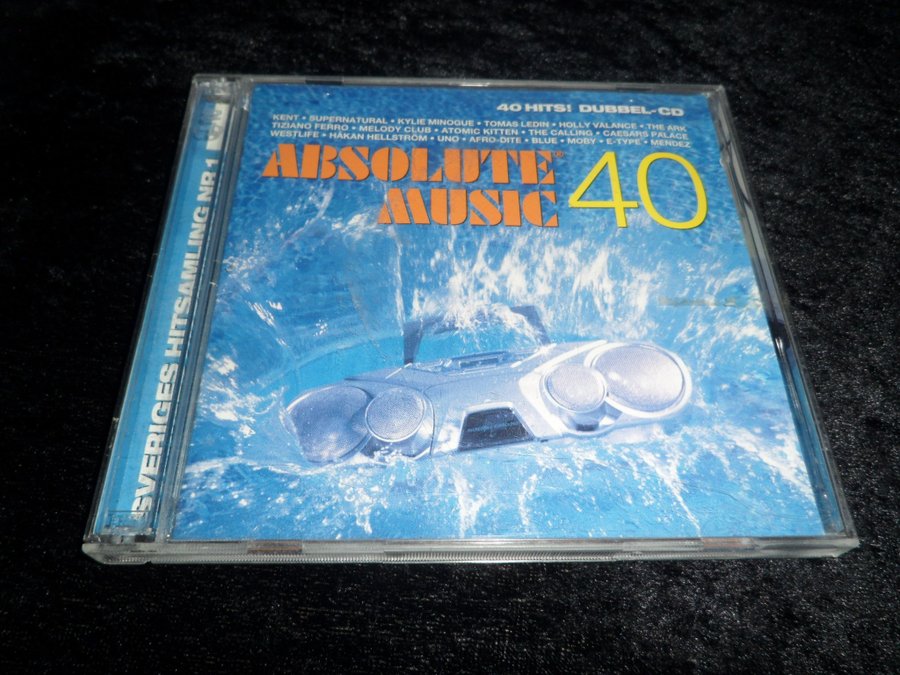 40 HITS! DUBBEL-CD
KENT • SUPERNATURAL • KYLIE MINOGUE • TOMAS LEDIN • HOLLY VALANCE • THE ARK
TIZIANO FERRO • MELODY CLUB • ATOMIC KITTEN • THE CALLING • CAESARS PALACE
WESTLIFE • HÅKAN HELLSTRÖM • UNO • AFRO-DITE • BLUE • MOBY • E-TYPE • MENDEZ
ABSOLUTE®
MUSIC 40
SVERIGES HITSAMLING NR 1